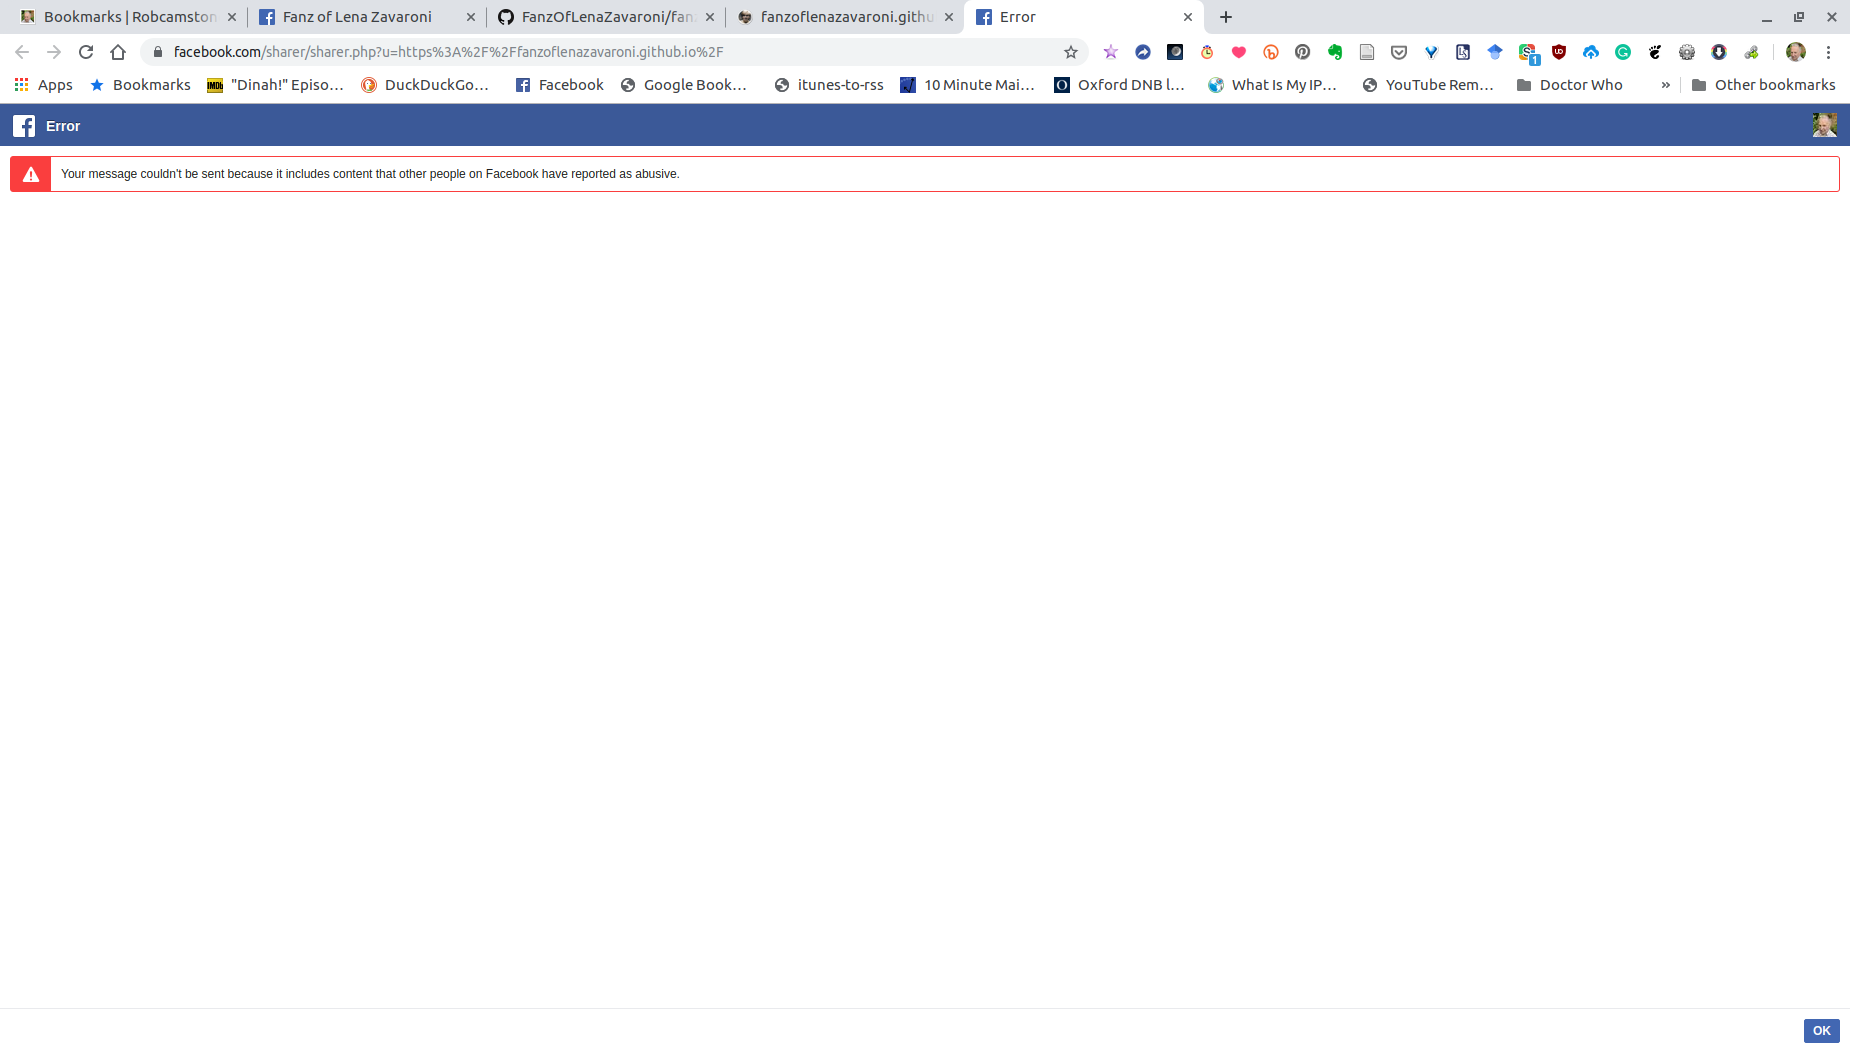 Bookmarks | Robcamston
Fanz of Lena Zavaroni
FanzOfLenaZavaroni/fanz
fanzoflenazavaroni.githu
Error
facebook.com/sharer/sharer.php?u=https%3A%2F%2Ffanzoflenazavaroni.github.io%2F
1
Apps
Bookmarks
"Dinah!" Episo…
DuckDuckGo…
Facebook
Google Book…
itunes-to-rss
10 Minute Mai…
Oxford DNB l…
What Is My IP…
YouTube Rem…
Doctor Who
»
Other bookmarks
Error
Your message couldn't be sent because it includes content that other people on Facebook have reported as abusive.
OK